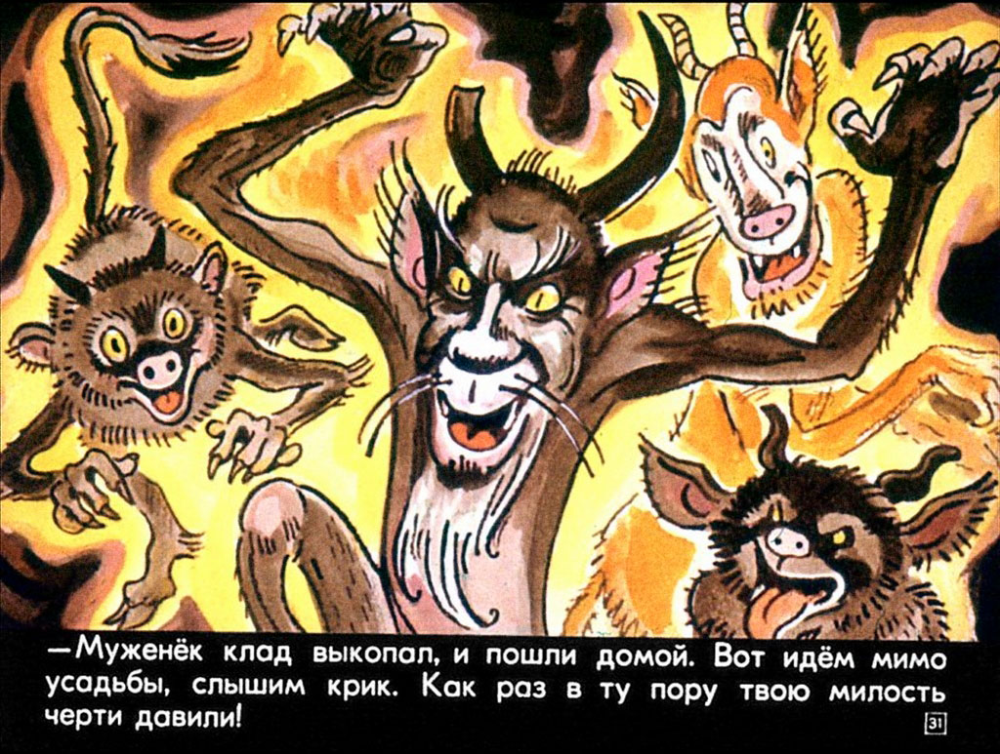 —Муженёк клад выкопал, и пошли домой. Вот идём мимо
усадьбы, слышим крик. Как раз в ту пору твою милость
черти давили!
31